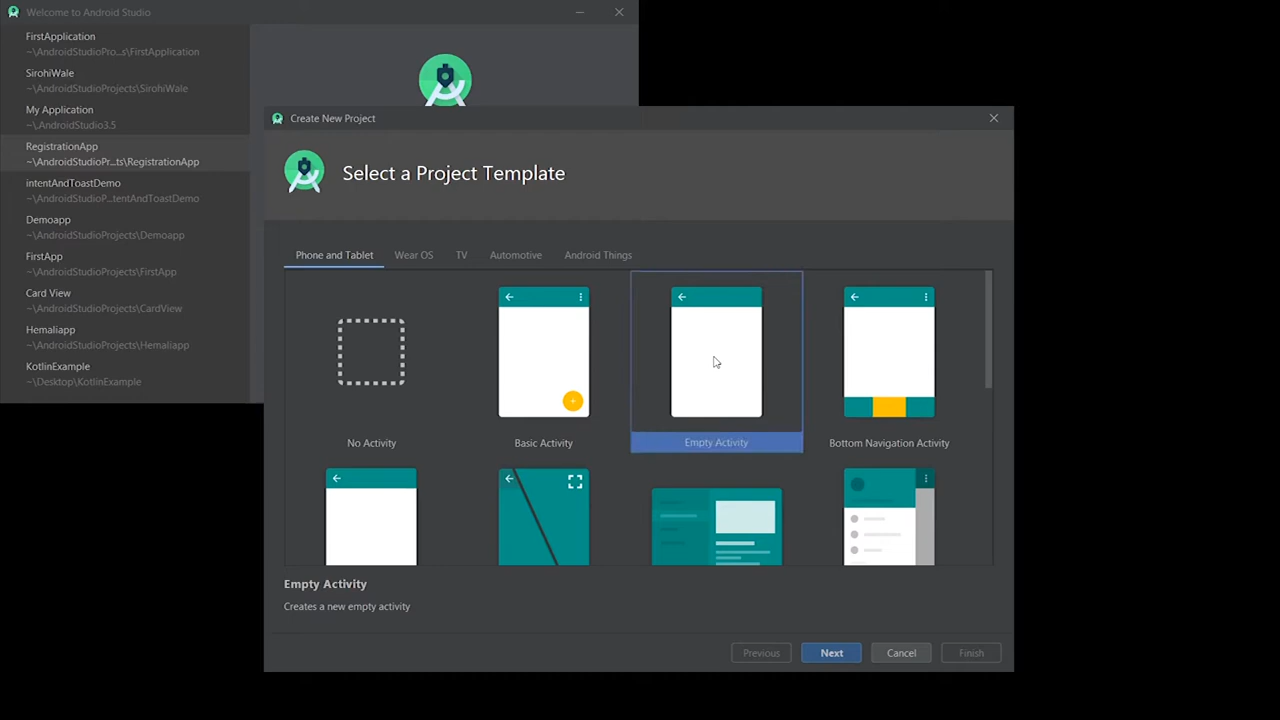 Welcome to Android Studio
FirstApplication
~\AndroidStudioPro...s\FirstApplication
SirohiWale
~\AndroidStudioProjects\SirohiWale
My Application
~\.AndroidStudio3.5
RegistrationApp
~\AndroidStudioPr...ts\RegistrationApp
intentAndToastDemo
~\AndroidStudioP...tentAndToastDemo
Demoapp
~\AndroidStudioProjects\Demoapp
FirstApp
~\AndroidStudioProjects\FirstApp
Card View
~\AndroidStudioProjects\CardView
Hemaliapp
~\AndroidStudioProjects\Hemaliapp
KotlinExample
~\Desktop\KotlinExample
Create New Project
Select a Project Template
Phone and Tablet Wear OS TV Automotive Android Things
No Activity Basic Activity Empty Activity Bottom Navigation Activity
Empty Activity
Creates a new empty activity
Previous Next Cancel Finish